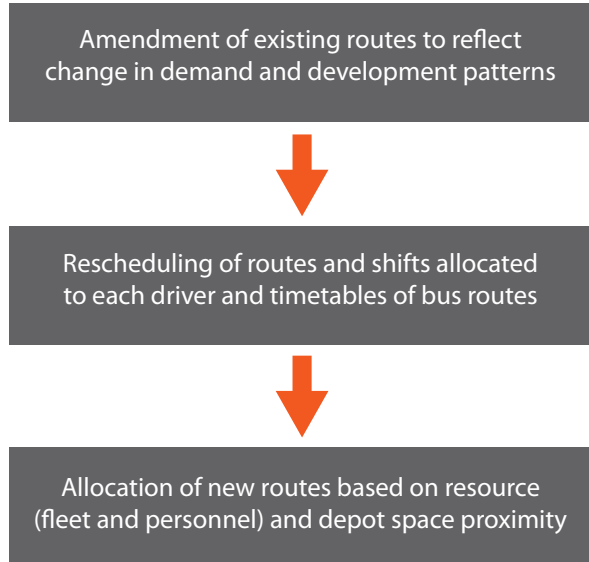 Amendment of existing routes to reflect
change in demand and development patterns
Rescheduling of routes and shifts allocated
to each driver and timetables of bus routes
Allocation of new routes based on resource
(fleet and personnel) and depot space proximity